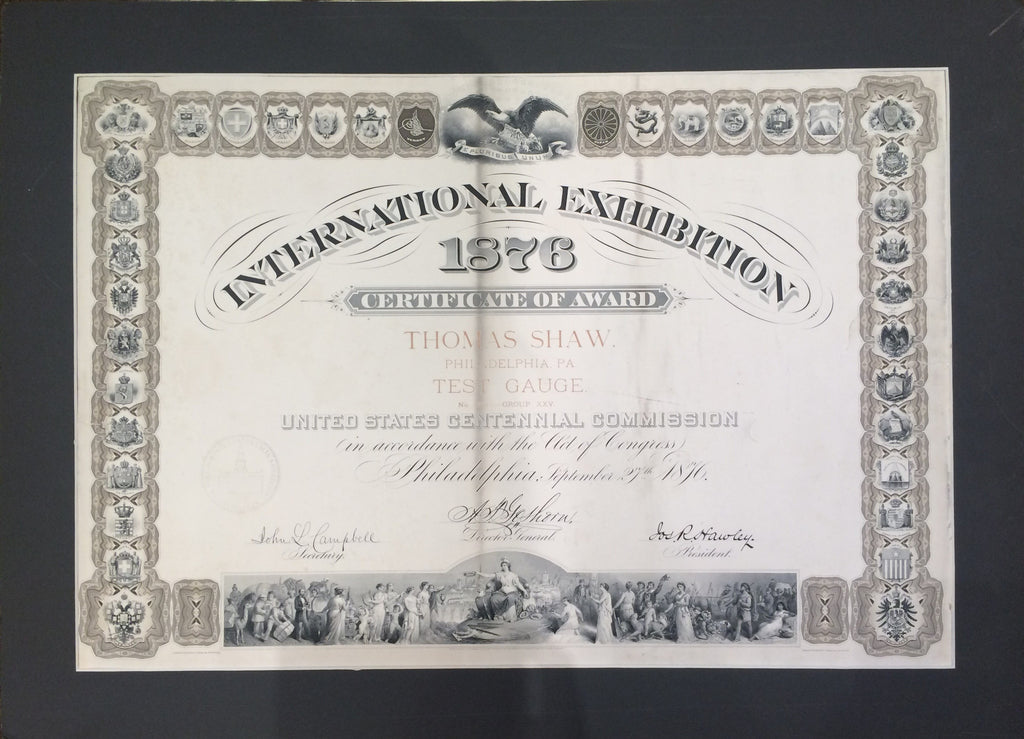 E PLURIBUS UNUM
INTERNATIONAL EXHIBITION
1876
CERTIFICATE OF AWARD
THOMAS SHAW.
PHILADELPHIA, PA.
TEST GAUGE.
No. GROUP XXV.
UNITED STATES CENTENNIAL COMMISSION
(in accordance with the Act of Congress)
Philadelphia, September 27th 1876.
A. T. Goshorn,
Director General.
John L. Campbell
Secretary.
Jos R. Hawley.
President.